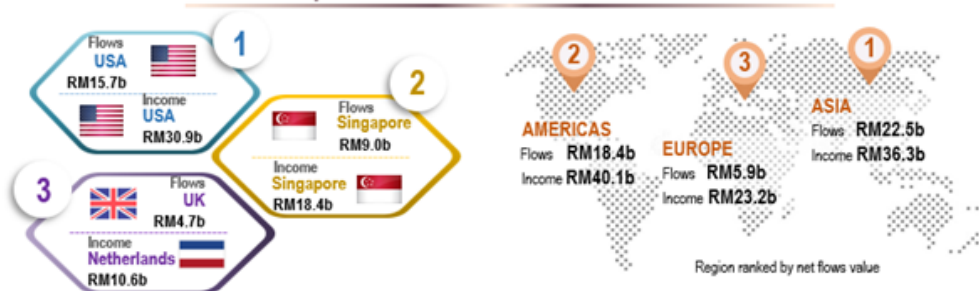 1
Flows
USA
RM15.7b
Income
USA
RM30.9b
2
Flows
Singapore
RM9.0b
Income
Singapore
RM18.4b
3
Flows
UK
RM4.7b
Income
Netherlands
RM10.6b
2
AMERICAS
Flows RM18.4b
Income RM40.1b
3
EUROPE
Flows RM5.9b
Income RM23.2b
1
ASIA
Flows RM22.5b
Income RM36.3b
Region ranked by net flows value